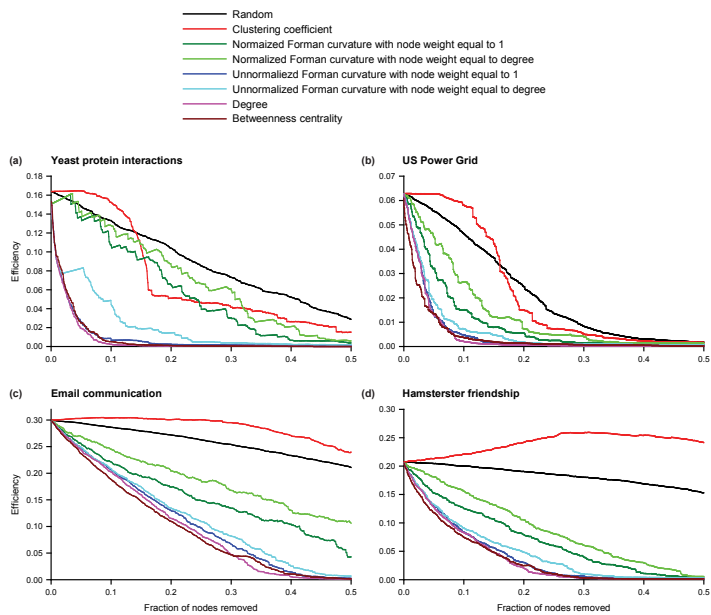 Random
Clustering coefficient
Normaized Forman curvature with node weight equal to 1
Normalized Forman curvature with node weight equal to degree
Unnormaliezd Forman curvature with node weight equal to 1
Unnormalized Forman curvature with node weight equal to degree
Degree
Betweenness centrality
(a) Yeast protein interactions
0.18
0.16
0.14
0.12
0.10
0.08
0.06
0.04
0.02
0.00
Efficiency
0.0 0.1 0.2 0.3 0.4 0.5
(b) US Power Grid
0.07
0.06
0.05
0.04
0.03
0.02
0.01
0.00
0.0 0.1 0.2 0.3 0.4 0.5
(c) Email communication
0.30
0.25
0.20
0.15
0.10
0.05
0.00
Efficiency
0.0 0.1 0.2 0.3 0.4 0.5
Fraction of nodes removed
(d) Hamsterster friendship
0.30
0.25
0.20
0.15
0.10
0.05
0.00
0.0 0.1 0.2 0.3 0.4 0.5
Fraction of nodes removed